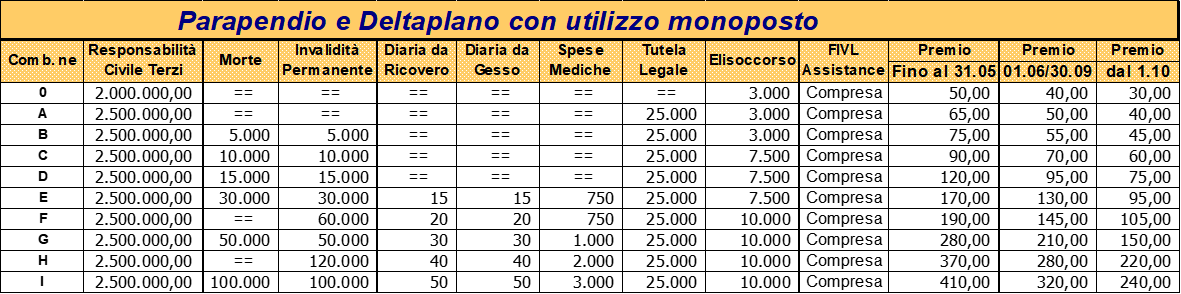 Parapendio e Deltaplano con utilizzo monoposto
Comb. ne Responsabilità Civile Terzi Morte Invalidità Permanente Diaria da Ricovero Diaria da Gesso Spese Mediche Tutela Legale Elisoccorso FIVL Assistance Premio Fino al 31.05 Premio 01.06/30.09 Premio dal 1.10
0 2.000.000,00 == == == == == == 3.000 Compresa 50,00 40,00 30,00
A 2.500.000,00 == == == == == 25.000 3.000 Compresa 65,00 50,00 40,00
B 2.500.000,00 5.000 5.000 == == == 25.000 3.000 Compresa 75,00 55,00 45,00
C 2.500.000,00 10.000 10.000 == == == 25.000 7.500 Compresa 90,00 70,00 60,00
D 2.500.000,00 15.000 15.000 == == == 25.000 7.500 Compresa 120,00 95,00 75,00
E 2.500.000,00 30.000 30.000 15 15 750 25.000 7.500 Compresa 170,00 130,00 95,00
F 2.500.000,00 == 60.000 20 20 750 25.000 10.000 Compresa 190,00 145,00 105,00
G 2.500.000,00 50.000 50.000 30 30 1.000 25.000 10.000 Compresa 280,00 210,00 150,00
H 2.500.000,00 == 120.000 40 40 2.000 25.000 10.000 Compresa 370,00 280,00 220,00
I 2.500.000,00 100.000 100.000 50 50 3.000 25.000 10.000 Compresa 410,00 320,00 240,00